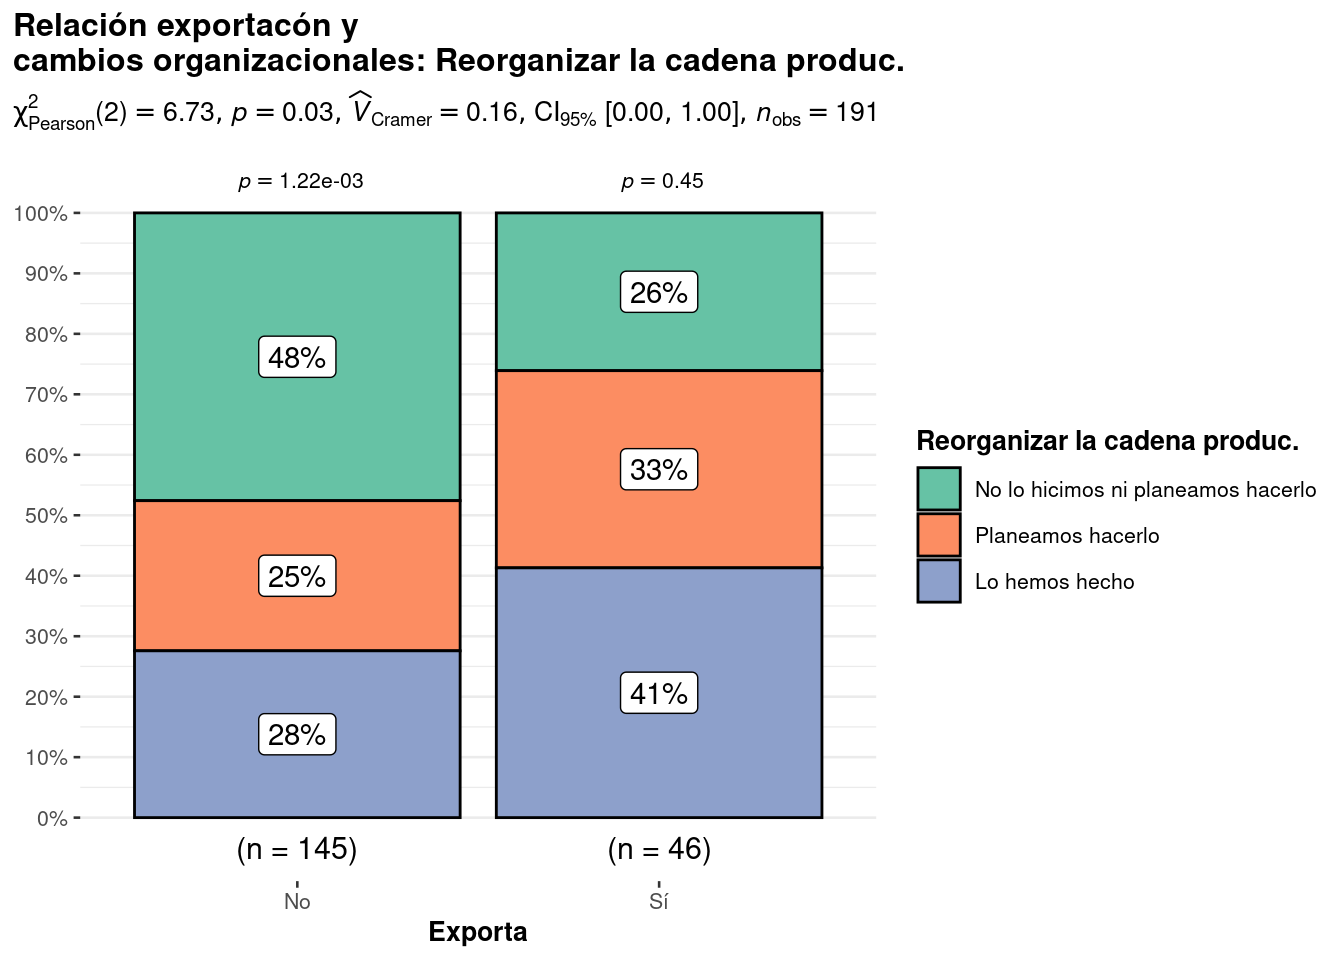 Relación exportacón y
cambios organizacionales: Reorganizar la cadena produc.
χ²Pearson(2) = 6.73, p = 0.03, V̂Cramer = 0.16, CI95% [0.00, 1.00], nobs = 191
p = 1.22e-03 p = 0.45
100%
90%
80%
70%
60%
50%
40%
30%
20%
10%
0%
48%
25%
28%
26%
33%
41%
(n = 145) (n = 46)
No Sí
Exporta
Reorganizar la cadena produc.
No lo hicimos ni planeamos hacerlo
Planeamos hacerlo
Lo hemos hecho